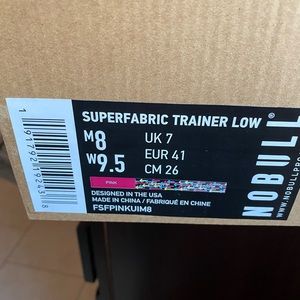 SUPERFABRIC TRAINER LOW
M8 UK 7
W9.5 EUR 41
CM 26
PINK
DESIGNED IN THE USA
MADE IN CHINA / FABRIQUÉ EN CHINE
FSFPINKUIM8
NOBULL®